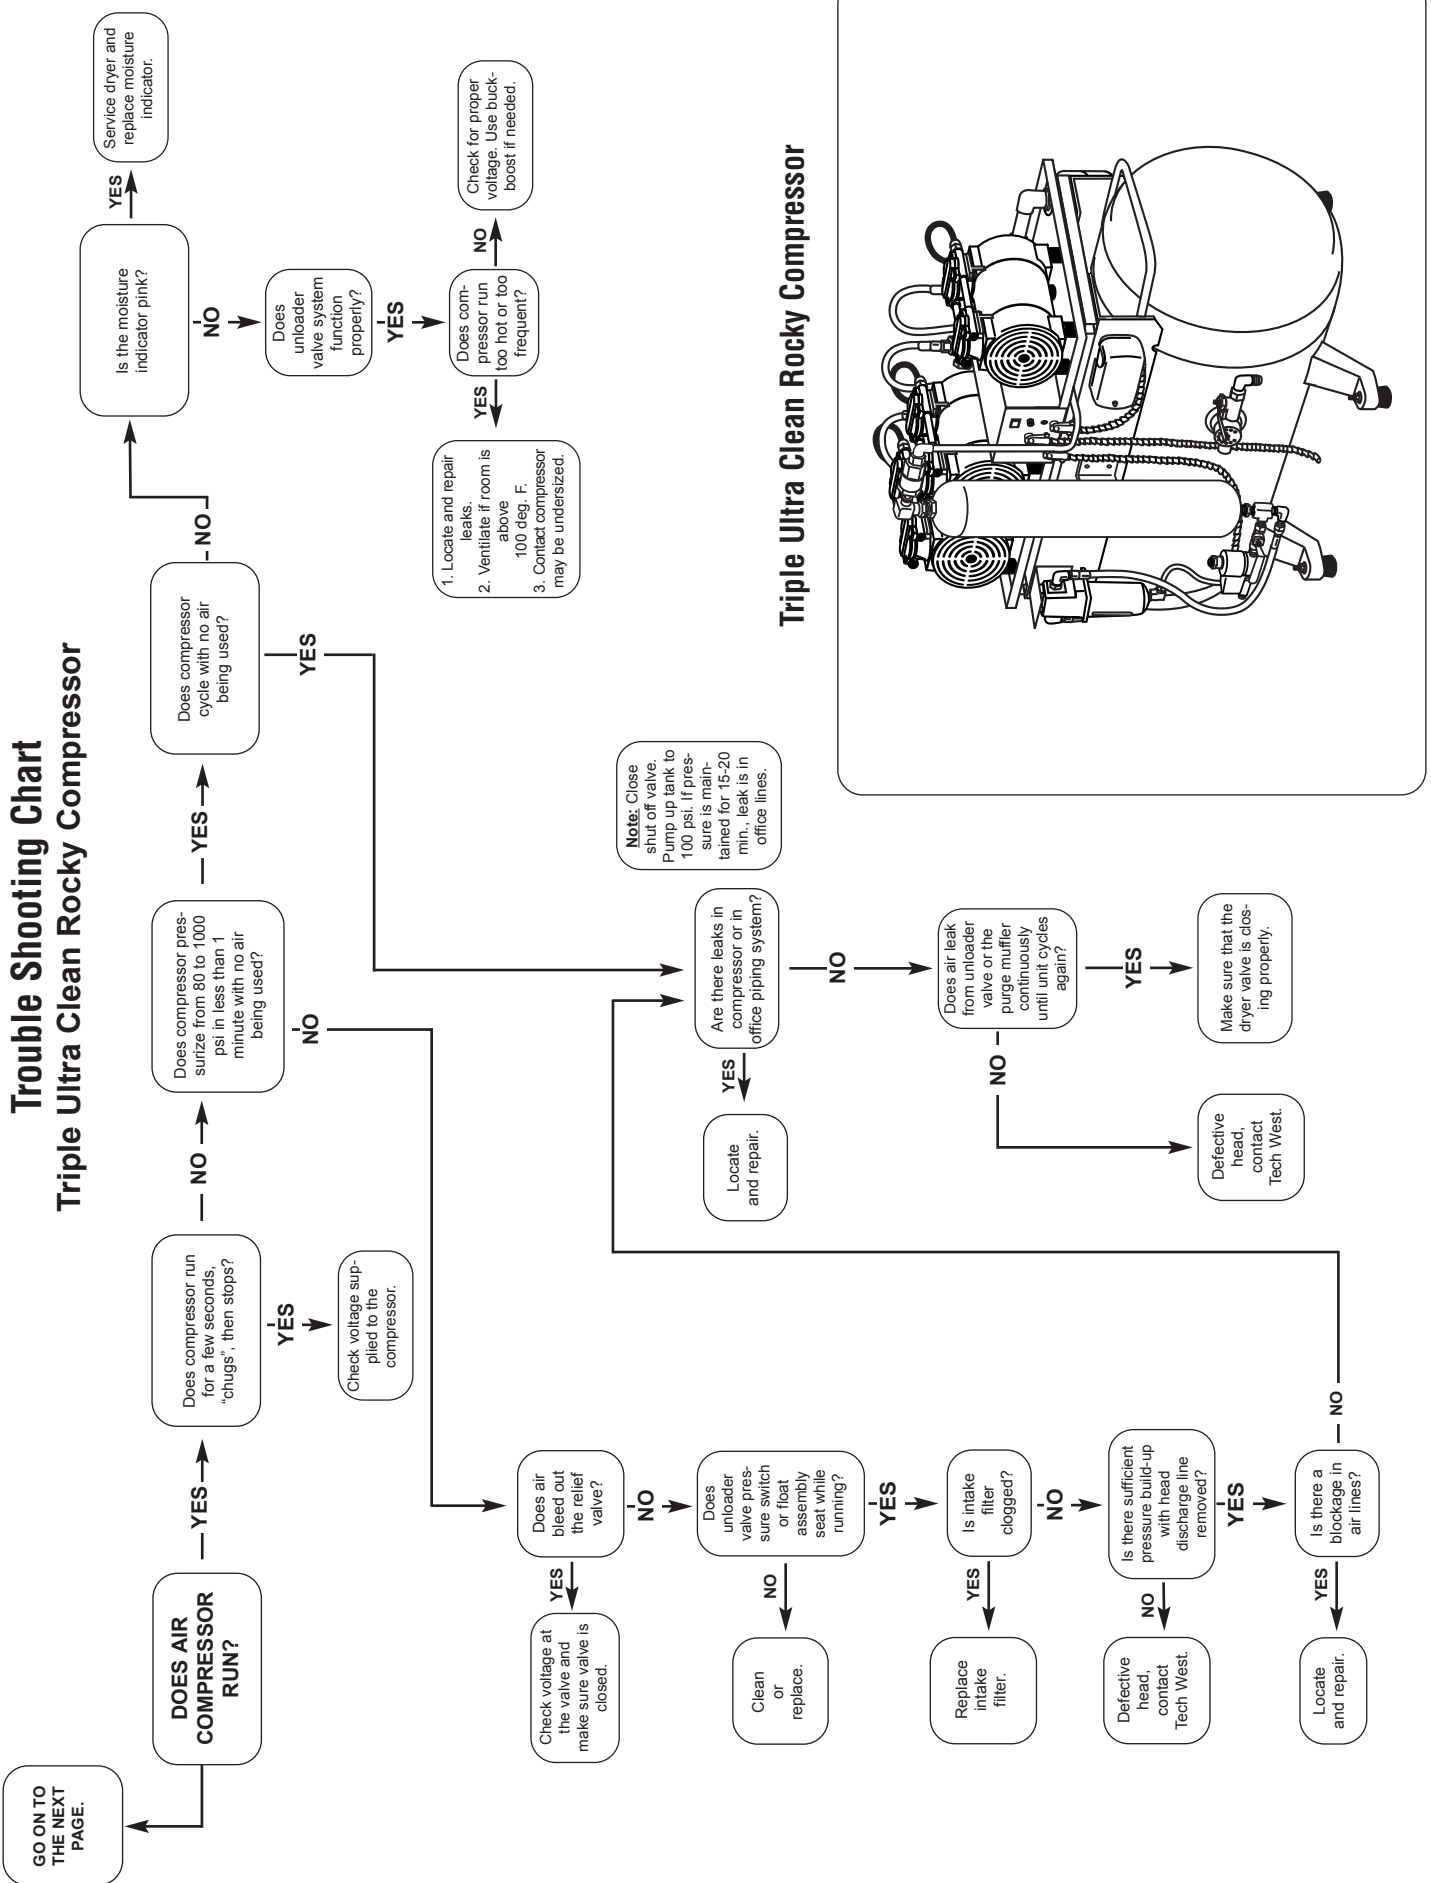 Trouble Shooting Chart
Triple Ultra Clean Rocky Compressor
GO ON TO
THE NEXT
PAGE.
DOES AIR
COMPRESSOR
RUN?
YES
Does compressor run
for a few seconds,
“chugs”, then stops?
YES
Check voltage sup-
plied to the
compressor.
NO
Does compressor pres-
surize from 80 to 1000
psi in less than 1
minute with no air
being used?
YES
Does compressor
cycle with no air
being used?
NO
Is the moisture
indicator pink?
YES
Service dryer and
replace moisture
indicator.
NO
Does
unloader
valve system
function
properly?
YES
Does com-
pressor run
too hot or too
frequent?
NO
Check for proper
voltage. Use buck-
boost if needed.
YES
1. Locate and repair
leaks.
2. Ventilate if room is
above
100 deg. F.
3. Contact compressor
may be undersized.
YES
NO
Does air
bleed out
the relief
valve?
YES
Check voltage at
the valve and
make sure valve is
closed.
NO
Does
unloader
valve pres-
sure switch
or float
assembly
seat while
running?
NO
Clean
or
replace.
YES
Is intake
filter
clogged?
YES
Replace
intake
filter.
NO
Is there sufficient
pressure build-up
with head
discharge line
removed?
NO
Defective
head,
contact
Tech West.
YES
Is there a
blockage in
air lines?
YES
Locate
and repair.
NO
Are there leaks in
compressor or in
office piping system?
Note: Close
shut off valve.
Pump up tank to
100 psi. If pres-
sure is main-
tained for 15-20
min., leak is in
office lines.
YES
Locate
and repair.
NO
Does air leak
from unloader
valve or the
purge muffler
continuously
until unit cycles
again?
NO
Defective
head,
contact
Tech West.
YES
Make sure that the
dryer valve is clos-
ing properly.
Triple Ultra Clean Rocky Compressor